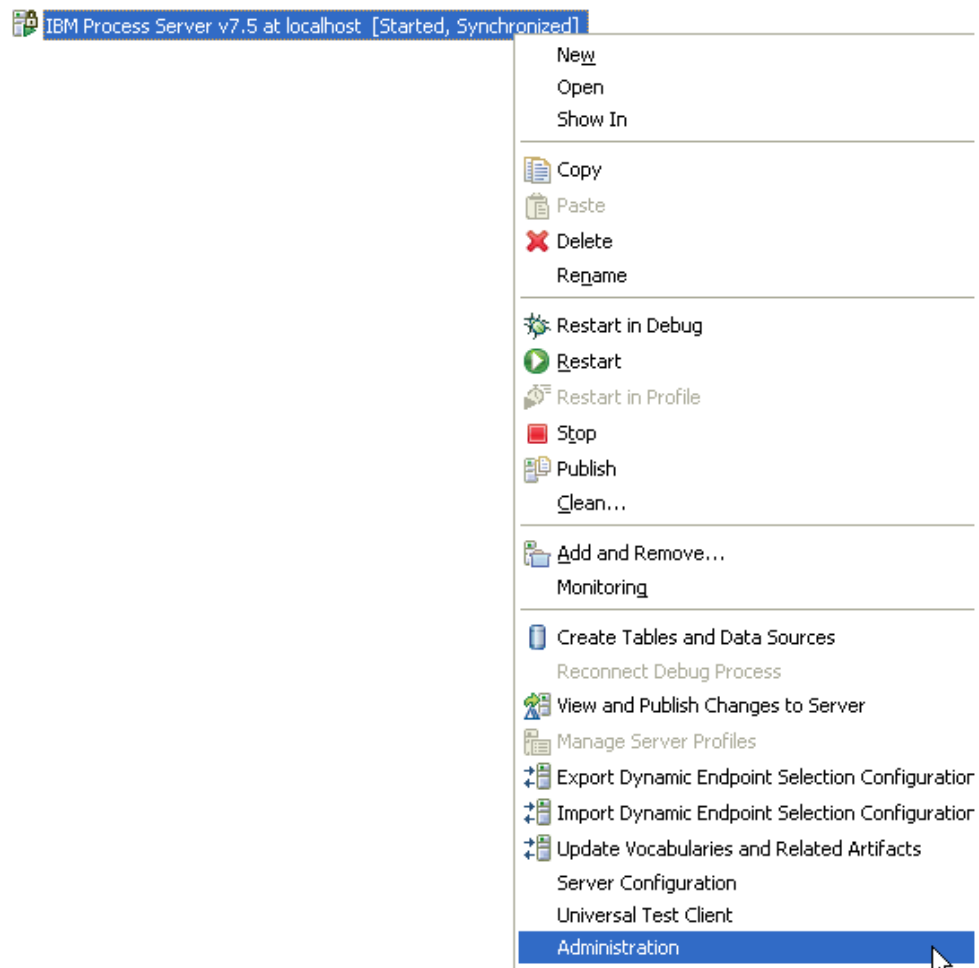 IBM Process Server v7.5 at localhost [Started, Synchronized]
New
Open
Show In
Copy
Paste
Delete
Rename
Restart in Debug
Restart
Restart in Profile
Stop
Publish
Clean...
Add and Remove...
Monitoring
Create Tables and Data Sources
Reconnect Debug Process
View and Publish Changes to Server
Manage Server Profiles
Export Dynamic Endpoint Selection Configuration
Import Dynamic Endpoint Selection Configuration
Update Vocabularies and Related Artifacts
Server Configuration
Universal Test Client
Administration